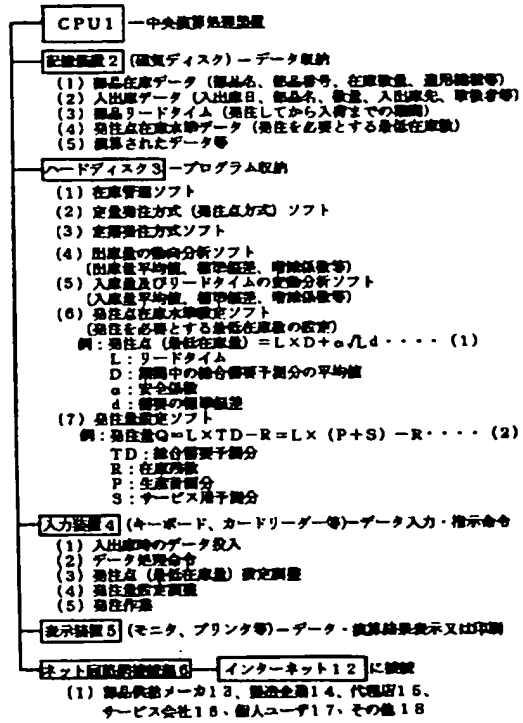 CPU1 ー中央演算処理装置
記憶装置2 (磁気ディスク) ーデータ収納
(1) 部品在庫データ (部品名、部品番号、在庫数量、適用機種等)
(2) 入出庫データ (入出庫日、部品名、数量、入出庫先、取扱者等)
(3) 部品リードタイム (発注してから入荷までの期間)
(4) 発注点在庫水準データ (発注を必要とする最低在庫数)
(5) 演算されたデータ等
ハードディスク3 ープログラム収納
(1) 在庫管理ソフト
(2) 定量発注方式 (発注点方式) ソフト
(3) 定期発注方式ソフト
(4) 出庫量の動向分析ソフト
(出庫量平均値、標準偏差、増減係数等)
(5) 入庫量及びリードタイムの変動分析ソフト
(入庫量平均値、標準偏差、増減係数等)
(6) 発注点在庫水準設定ソフト
(発注を必要とする最低在庫数の設定)
例:発注点 (最低在庫量) =L×D+α√Ld・・・・ (1)
L:リードタイム
D:期間中の総合需要予測分の平均値
α:安全係数
d:需要の標準偏差
(7) 発注量設定ソフト
例:発注量Q=L×TD−R=L× (P+S) −R・・・・ (2)
TD:総合需要予測分
R:在庫残数
P:生産計画分
S:サービス用予測分
入力装置4 (キーボード、カードリーダー等)ーデータ入力・指示命令
(1) 入出庫時のデータ投入
(2) データ処理命令
(3) 発注点 (最低在庫量) 設定調整
(4) 発注量設定調整
(5) 発注作業
表示装置5 (モニタ、プリンタ等)ーデータ・演算結果表示又は印刷
ネット回路網接続部6 インターネット12 に接続
(1) 部品供給メーカ13、製造企業14、代理店15、
サービス会社16、個人ユーザ17、その他18